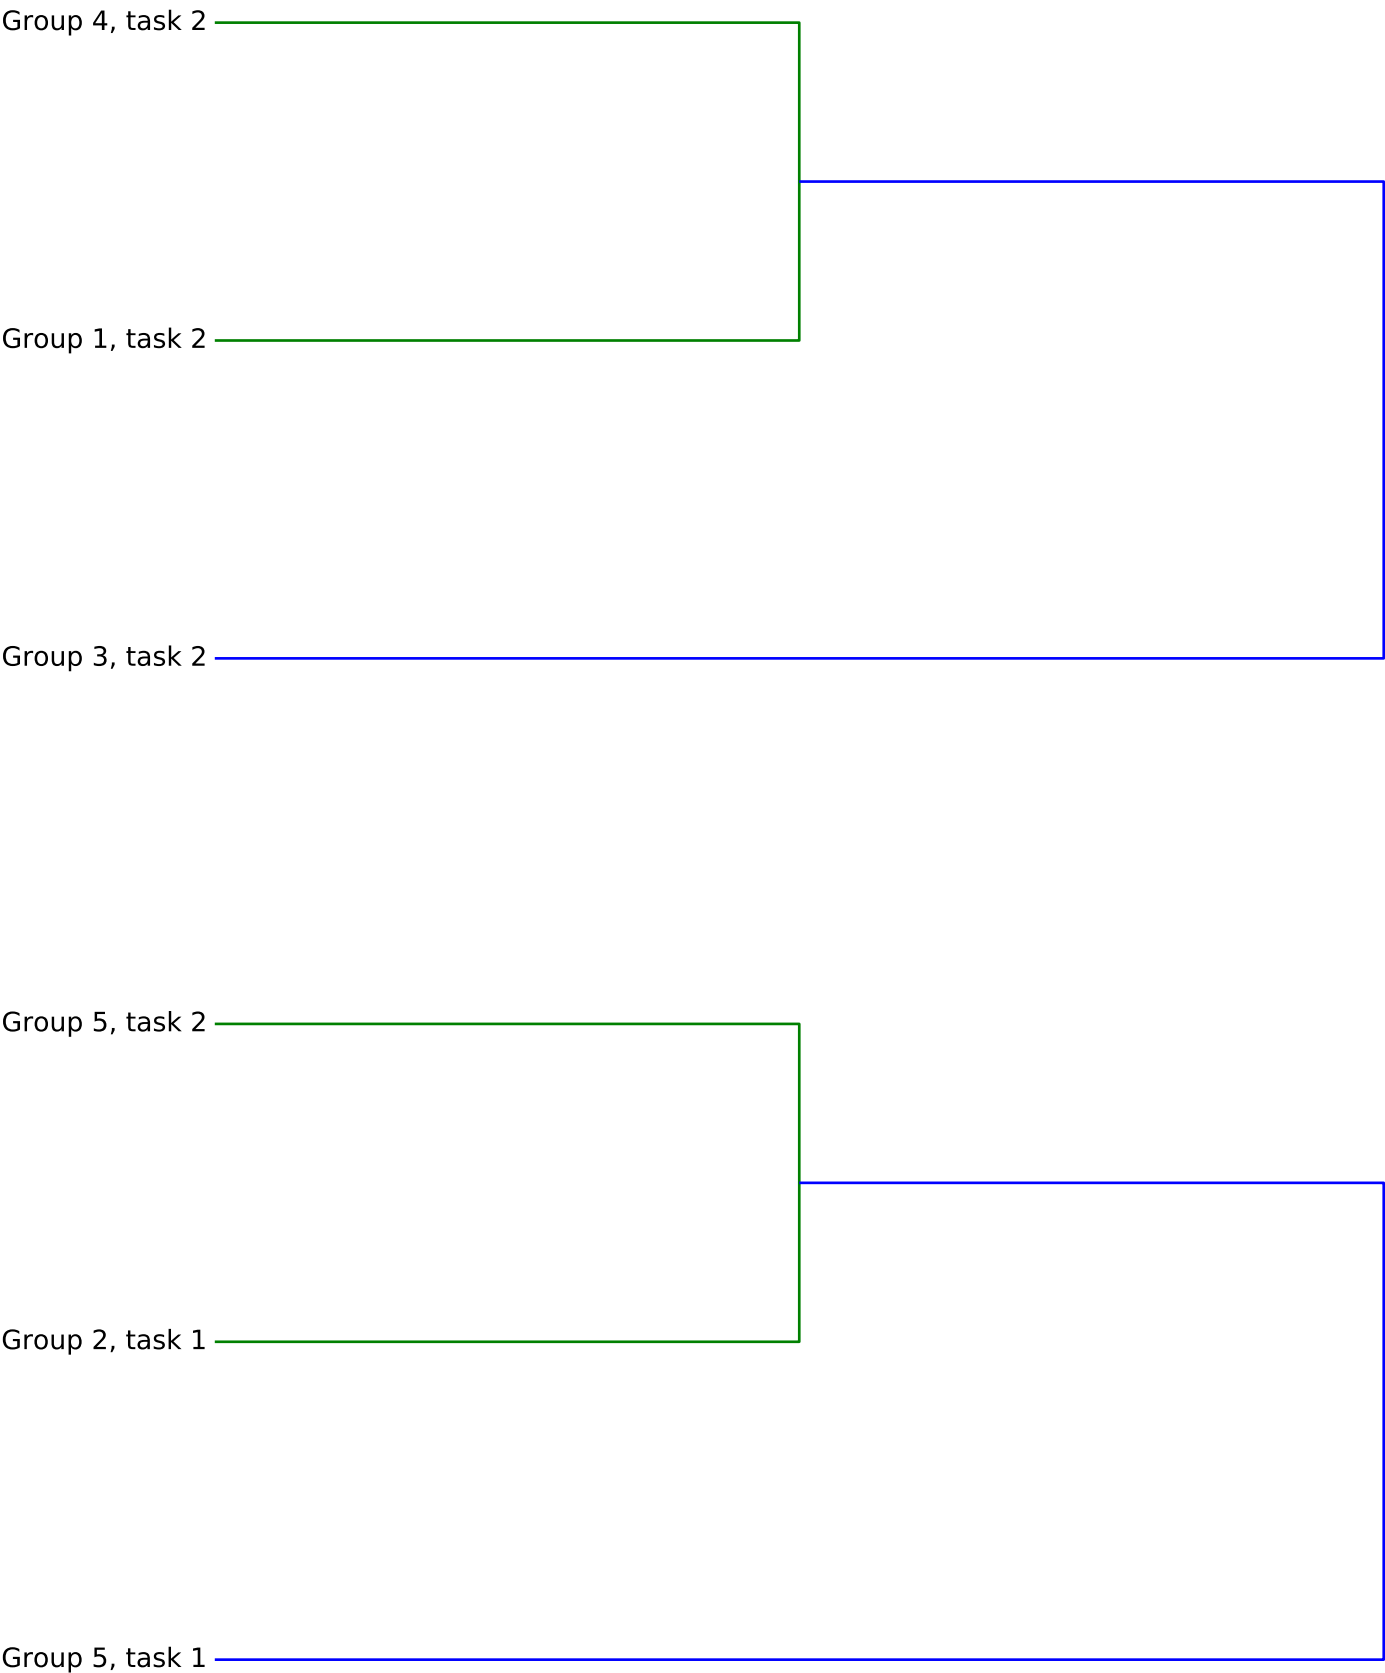 Group 4, task 2
Group 1, task 2
Group 3, task 2
Group 5, task 2
Group 2, task 1
Group 5, task 1